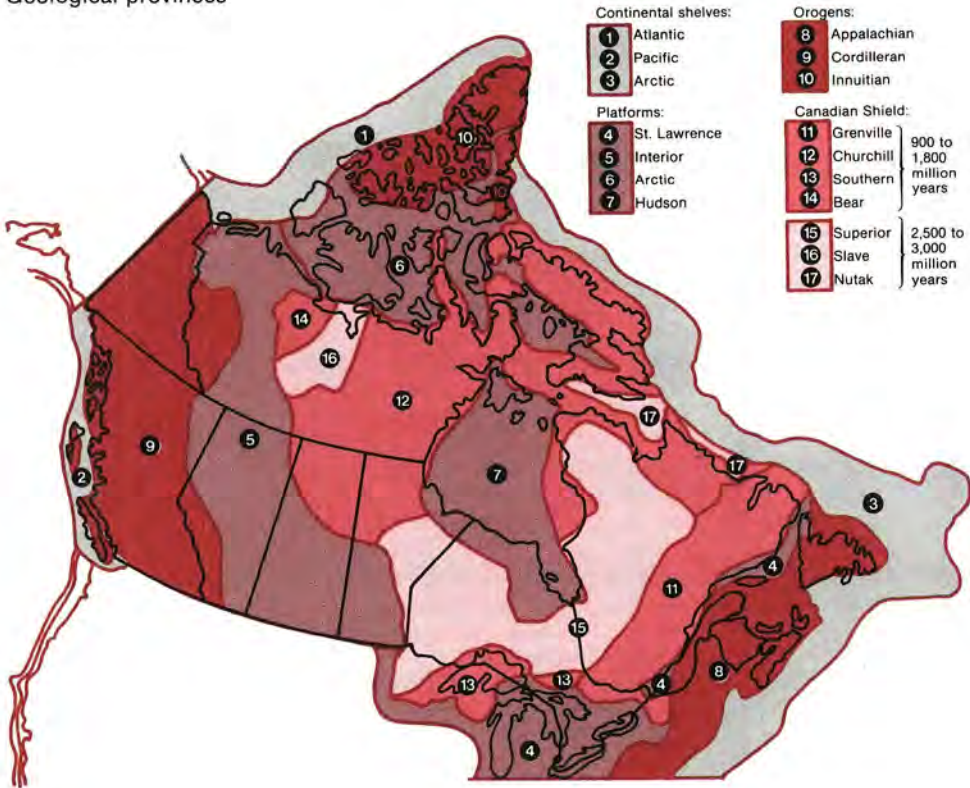 Geological provinces
Continental shelves:
1 Atlantic
2 Pacific
3 Arctic
Platforms:
4 St. Lawrence
5 Interior
6 Arctic
7 Hudson
Orogens:
8 Appalachian
9 Cordilleran
10 Innuitian
Canadian Shield:
11 Grenville
12 Churchill
13 Southern
14 Bear
900 to
1,800
million
years
15 Superior
16 Slave
17 Nutak
2,500 to
3,000
million
years
1
10
10
6
14
16
12
17
17
9
5
7
2
3
4
11
15
13
13
4
8
4